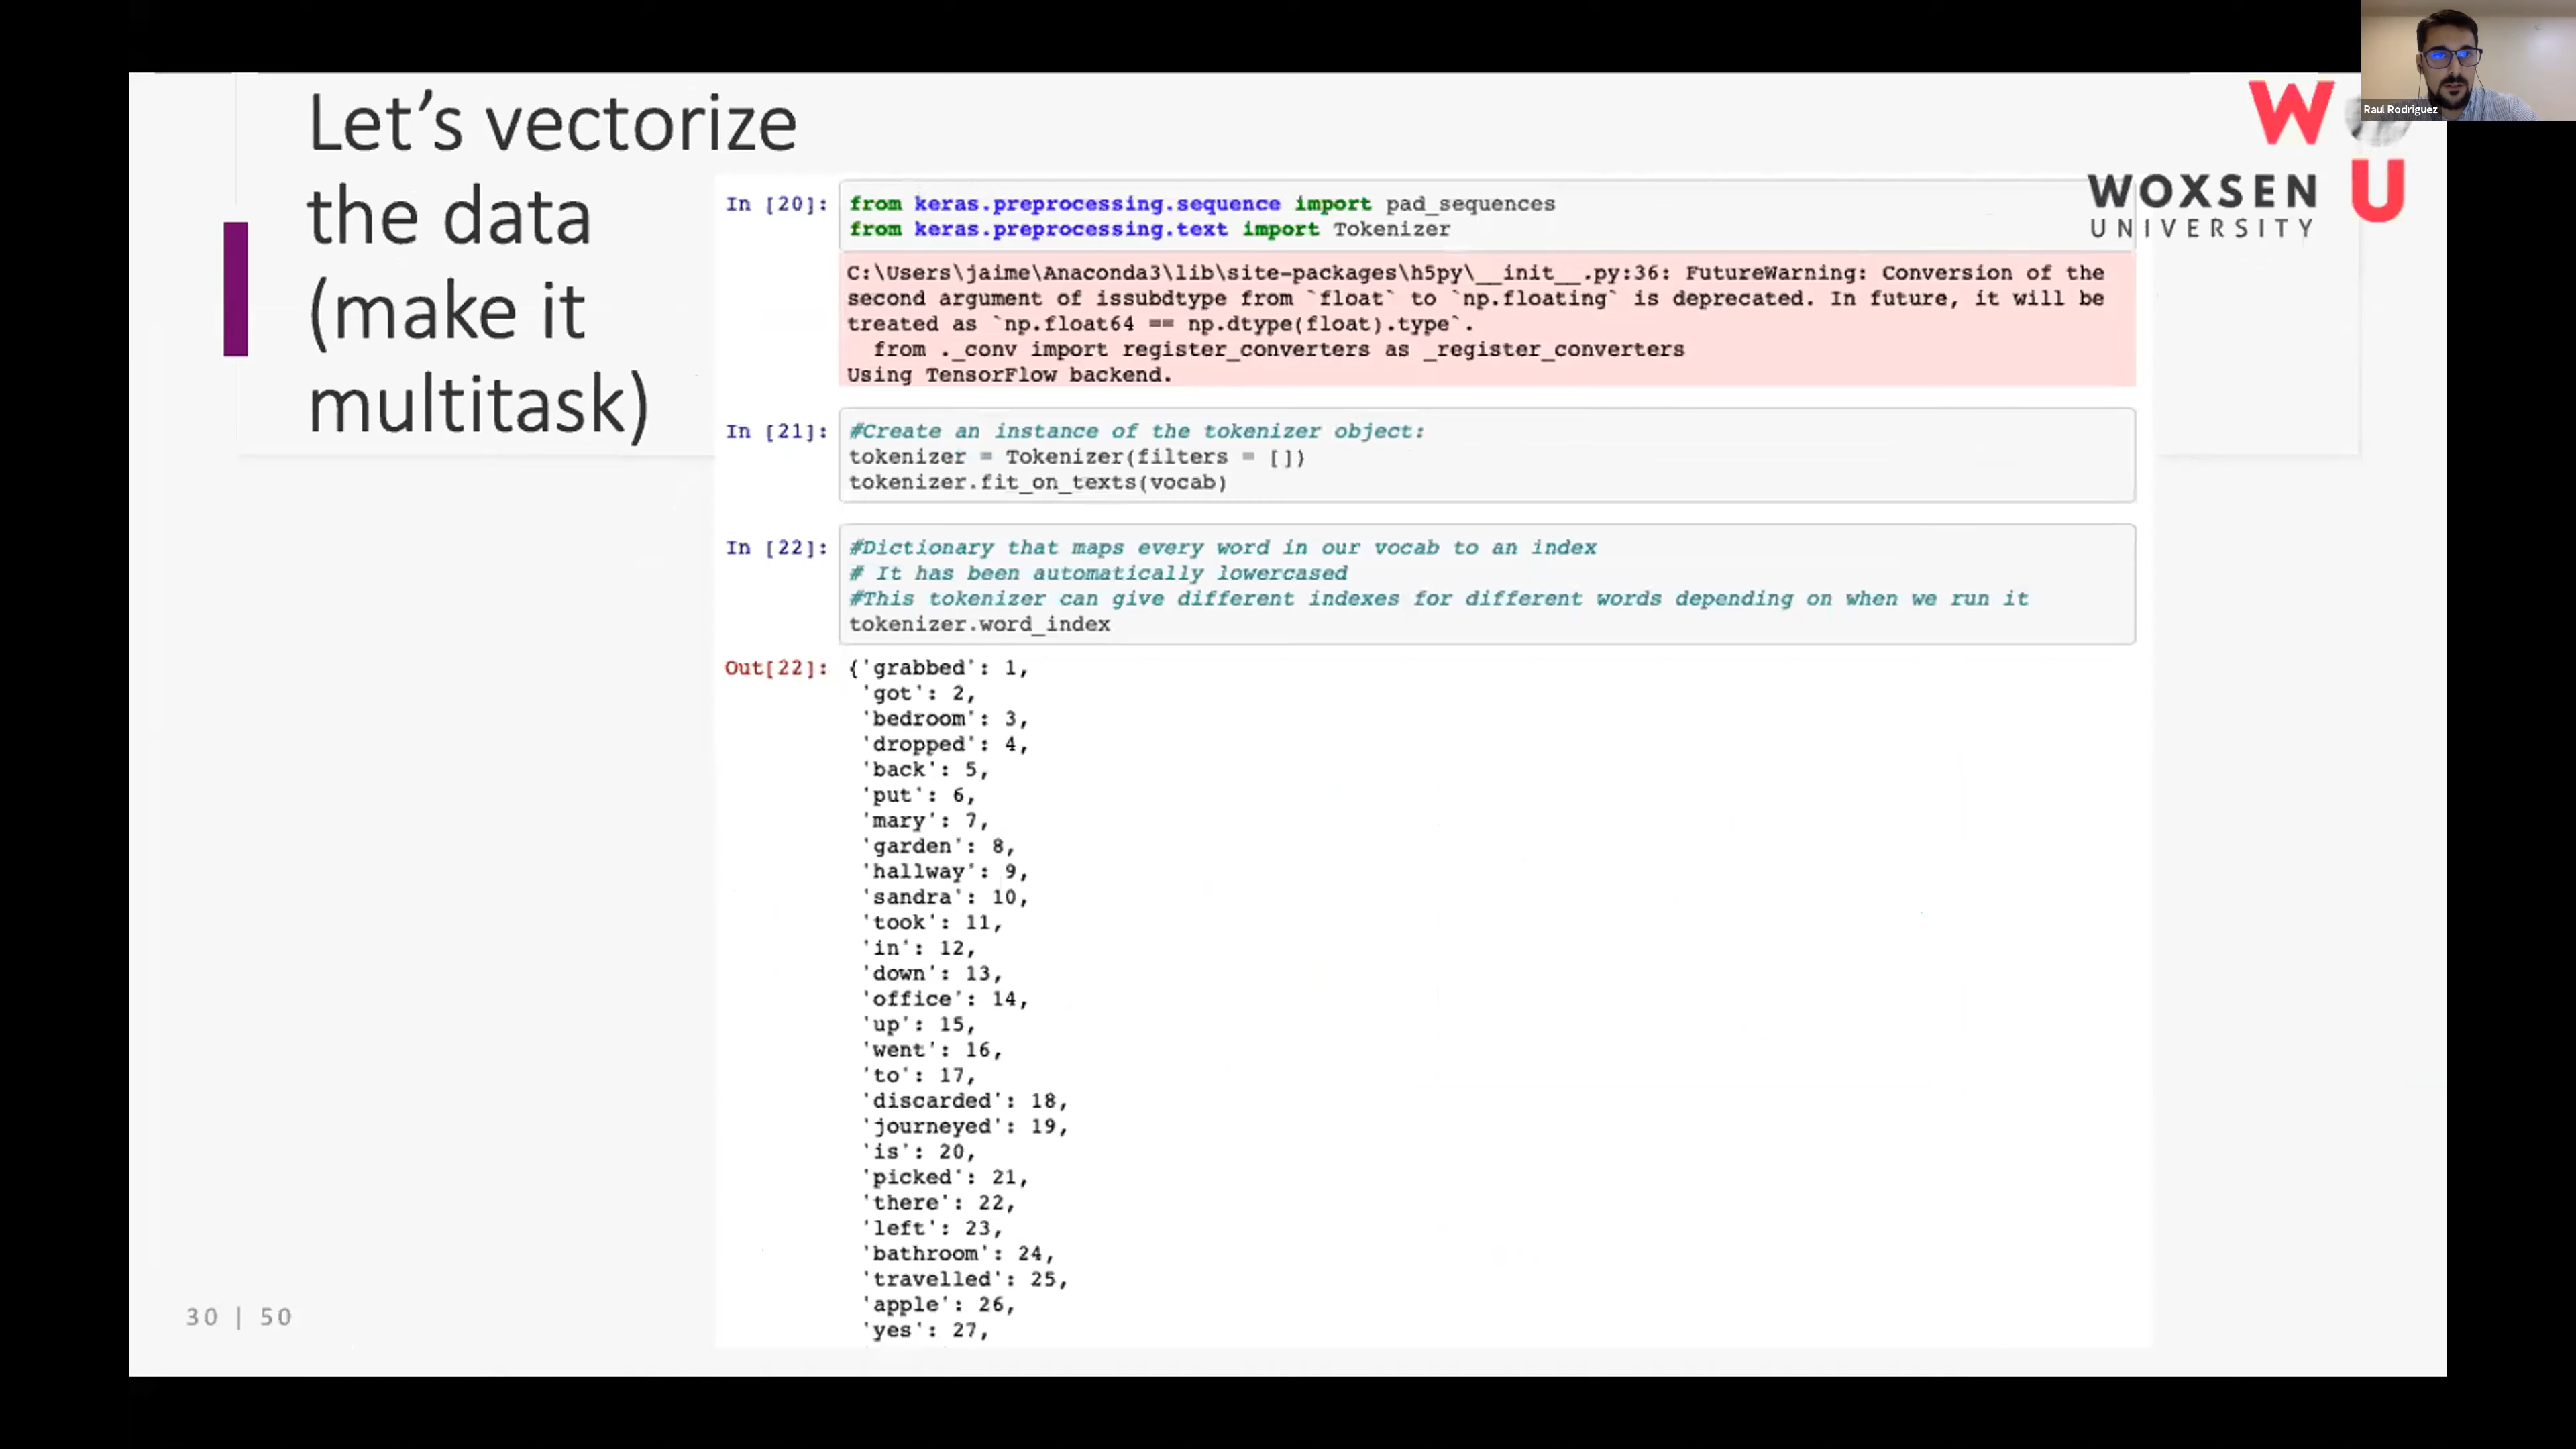 Let’s vectorize
the data
(make it
multitask)
Raul Rodriguez
W U
WOXSEN
UNIVERSITY
In [20]: from keras.preprocessing.sequence import pad_sequences
from keras.preprocessing.text import Tokenizer
C:\Users\jaime\Anaconda3\lib\site-packages\h5py\__init__.py:36: FutureWarning: Conversion of the
second argument of issubdtype from `float` to `np.floating` is deprecated. In future, it will be
treated as `np.float64 == np.dtype(float).type`.
from ._conv import register_converters as _register_converters
Using TensorFlow backend.
In [21]: #Create an instance of the tokenizer object:
tokenizer = Tokenizer(filters = [])
tokenizer.fit_on_texts(vocab)
In [22]: #Dictionary that maps every word in our vocab to an index
# It has been automatically lowercased
#This tokenizer can give different indexes for different words depending on when we run it
tokenizer.word_index
Out[22]: {'grabbed': 1,
'got': 2,
'bedroom': 3,
'dropped': 4,
'back': 5,
'put': 6,
'mary': 7,
'garden': 8,
'hallway': 9,
'sandra': 10,
'took': 11,
'in': 12,
'down': 13,
'office': 14,
'up': 15,
'went': 16,
'to': 17,
'discarded': 18,
'journeyed': 19,
'is': 20,
'picked': 21,
'there': 22,
'left': 23,
'bathroom': 24,
'travelled': 25,
'apple': 26,
'yes': 27,
30 | 50